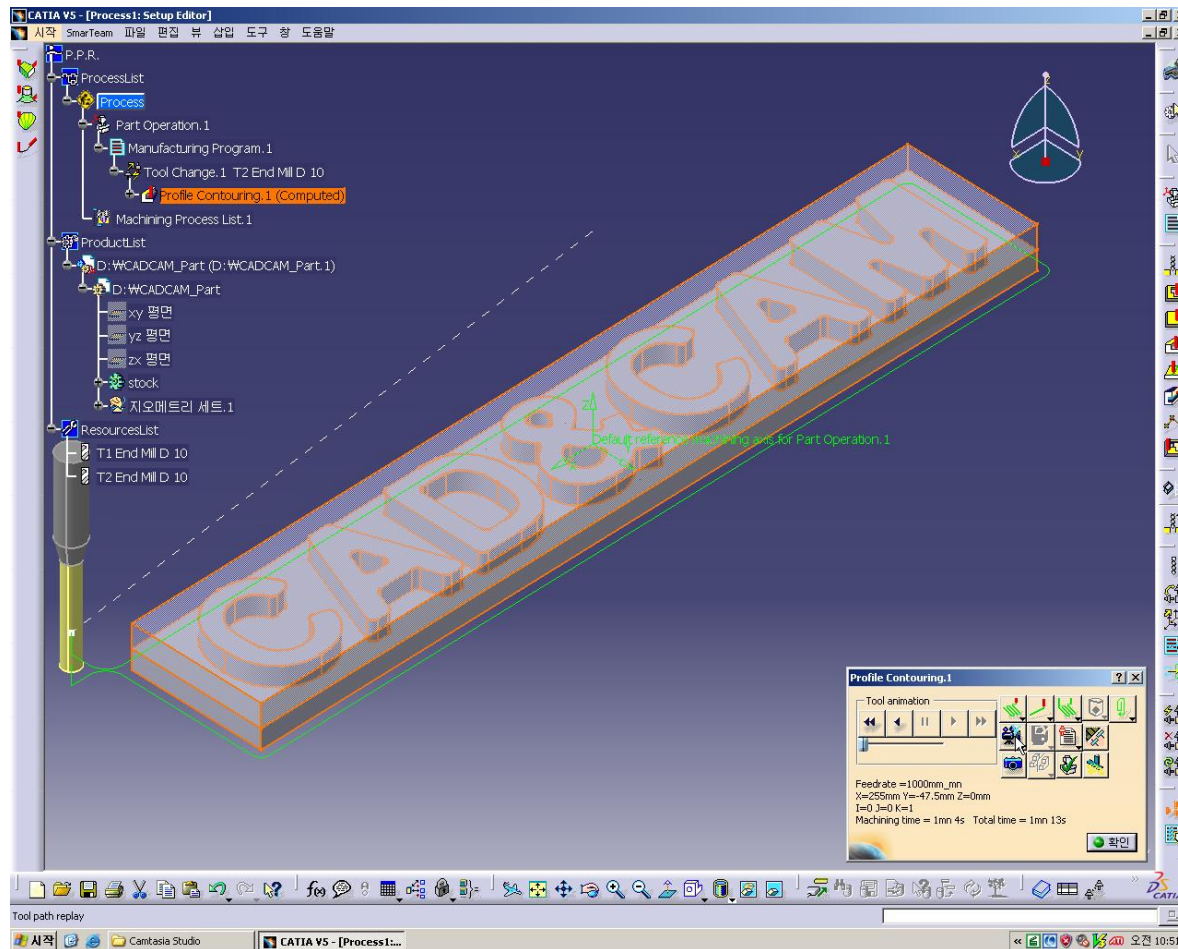 CATIA V5 - [Process1: Setup Editor]
시작 SmarTeam 파일 편집 뷰 삽입 도구 창 도움말
P.P.R.
ProcessList
Process
Part Operation.1
Manufacturing Program.1
Tool Change.1 T2 End Mill D 10
Profile Contouring.1 (Computed)
Machining Process List.1
ProductList
D:₩CADCAM_Part (D:₩CADCAM_Part.1)
D:₩CADCAM_Part
xy 평면
yz 평면
zx 평면
stock
지오메트리 세트.1
ResourcesList
T1 End Mill D 10
T2 End Mill D 10
z
x
y
CAD&CAM
Z
Default reference machining axis for Part Operation.1
Profile Contouring.1
Tool animation
Feedrate =1000mm_mn
X=255mm Y=-47.5mm Z=0mm
I=0 J=0 K=1
Machining time = 1mn 4s Total time = 1mn 13s
확인
f(x)
CATIA
Tool path replay
시작
Camtasia Studio
CATIA V5 - [Process1:...
오전 10:51